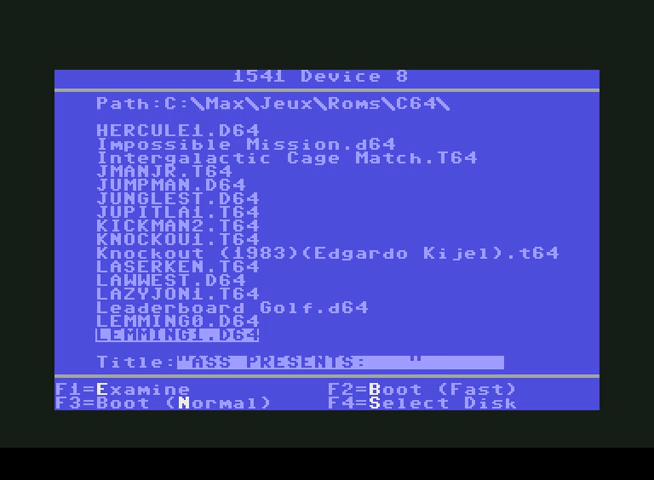 1541 Device 8
Path:C:\Max\Jeux\Roms\C64\
HERCULE1.D64
Impossible Mission.d64
Intergalactic Cage Match.T64
JMANJR.T64
JUMPMAN.D64
JUNGLEST.D64
JUPITLA1.T64
KICKMAN2.T64
KNOCKOU1.T64
Knockout (1983)(Edgardo Kijel).t64
LASERKEN.T64
LAWWEST.D64
LAZYJON1.T64
Leaderboard Golf.d64
LEMMING0.D64
LEMMING1.D64
Title:"ASS PRESENTS:   "
F1=Examine F2=Boot (Fast)
F3=Boot (Normal) F4=Select Disk